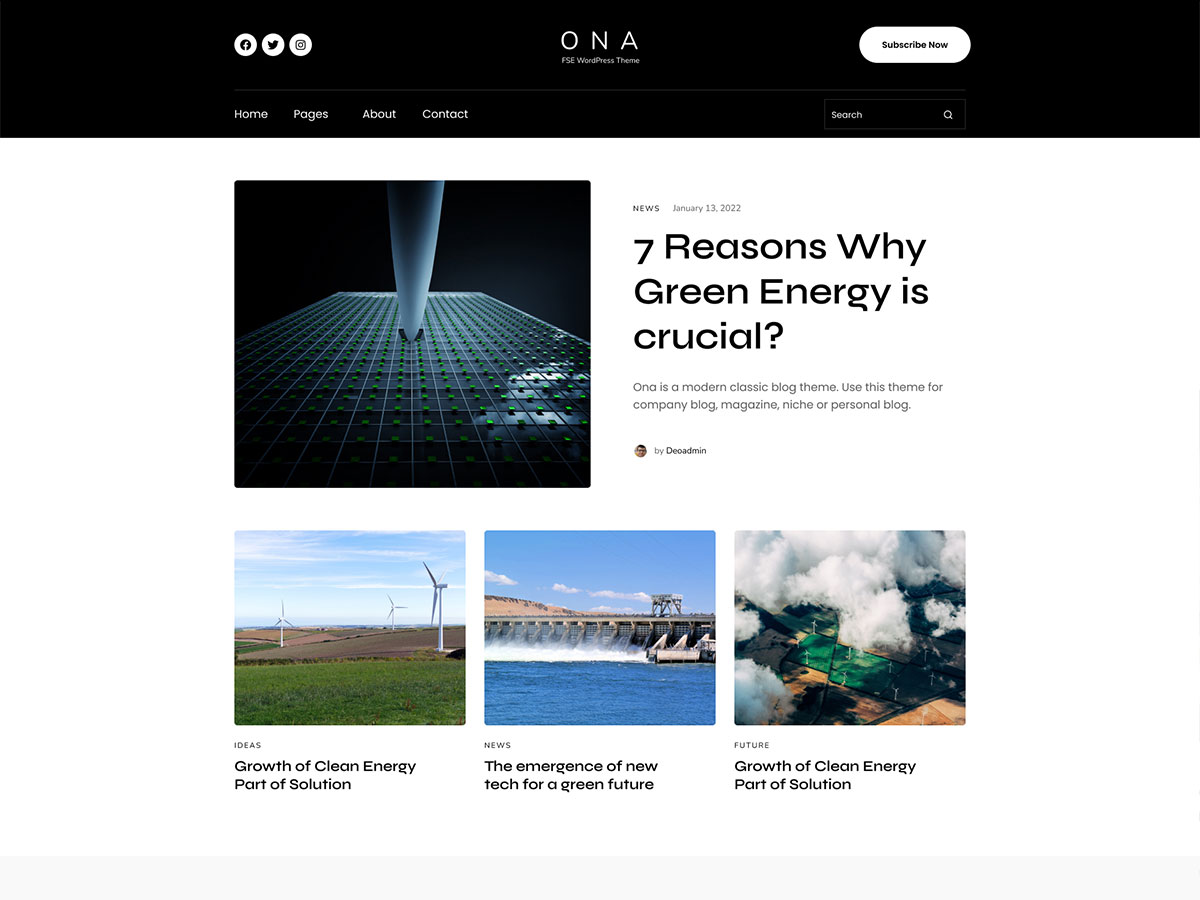 O N A
FSE WordPress Theme
Subscribe Now
Home Pages About Contact
Search
NEWS January 13, 2022
7 Reasons Why
Green Energy is
crucial?
Ona is a modern classic blog theme. Use this theme for
company blog, magazine, niche or personal blog.
by Deoadmin
IDEAS
Growth of Clean Energy
Part of Solution
NEWS
The emergence of new
tech for a green future
FUTURE
Growth of Clean Energy
Part of Solution